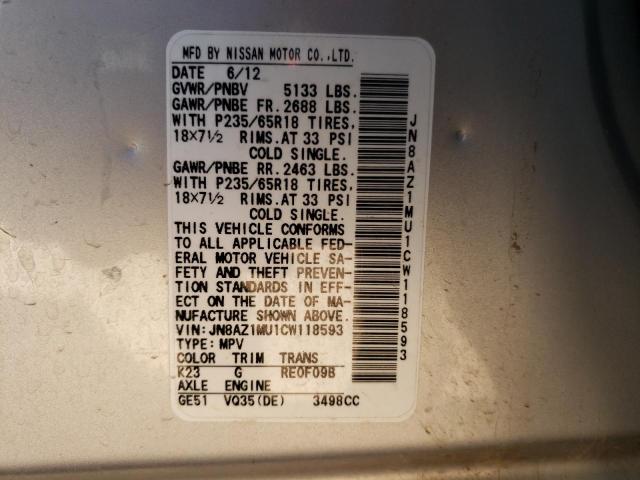 MFD BY NISSAN MOTOR CO.,LTD.
DATE 6/12
GVWR/PNBV 5133 LBS.
GAWR/PNBE FR. 2688 LBS.
WITH P235/65R18 TIRES,
18×7½ RIMS.AT 33 PSI
COLD SINGLE.
GAWR/PNBE RR. 2463 LBS.
WITH P235/65R18 TIRES,
18×7½ RIMS.AT 33 PSI
COLD SINGLE.
THIS VEHICLE CONFORMS
TO ALL APPLICABLE FED-
ERAL MOTOR VEHICLE SA-
FETY AND THEFT PREVEN-
TION STANDARDS IN EFF-
ECT ON THE DATE OF MA-
NUFACTURE SHOWN ABOVE.
VIN: JN8AZ1MU1CW118593
TYPE: MPV
COLOR TRIM TRANS
K23 G RE0F09B
AXLE ENGINE
GE51 VQ35(DE) 3498CC
JN8AZ1MU1CW118593